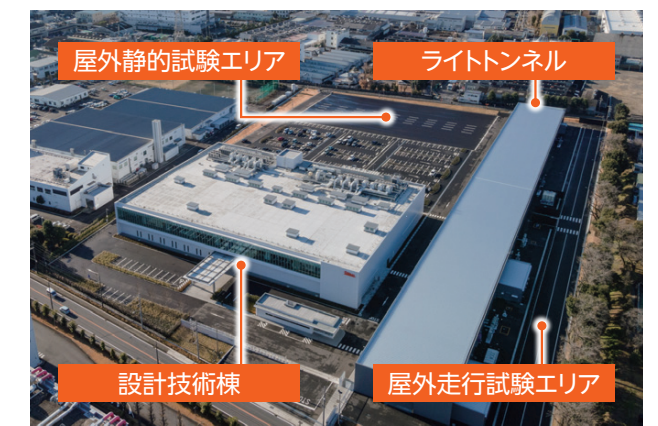 屋外静的試験エリア
ライトトンネル
設計技術棟
屋外走行試験エリア